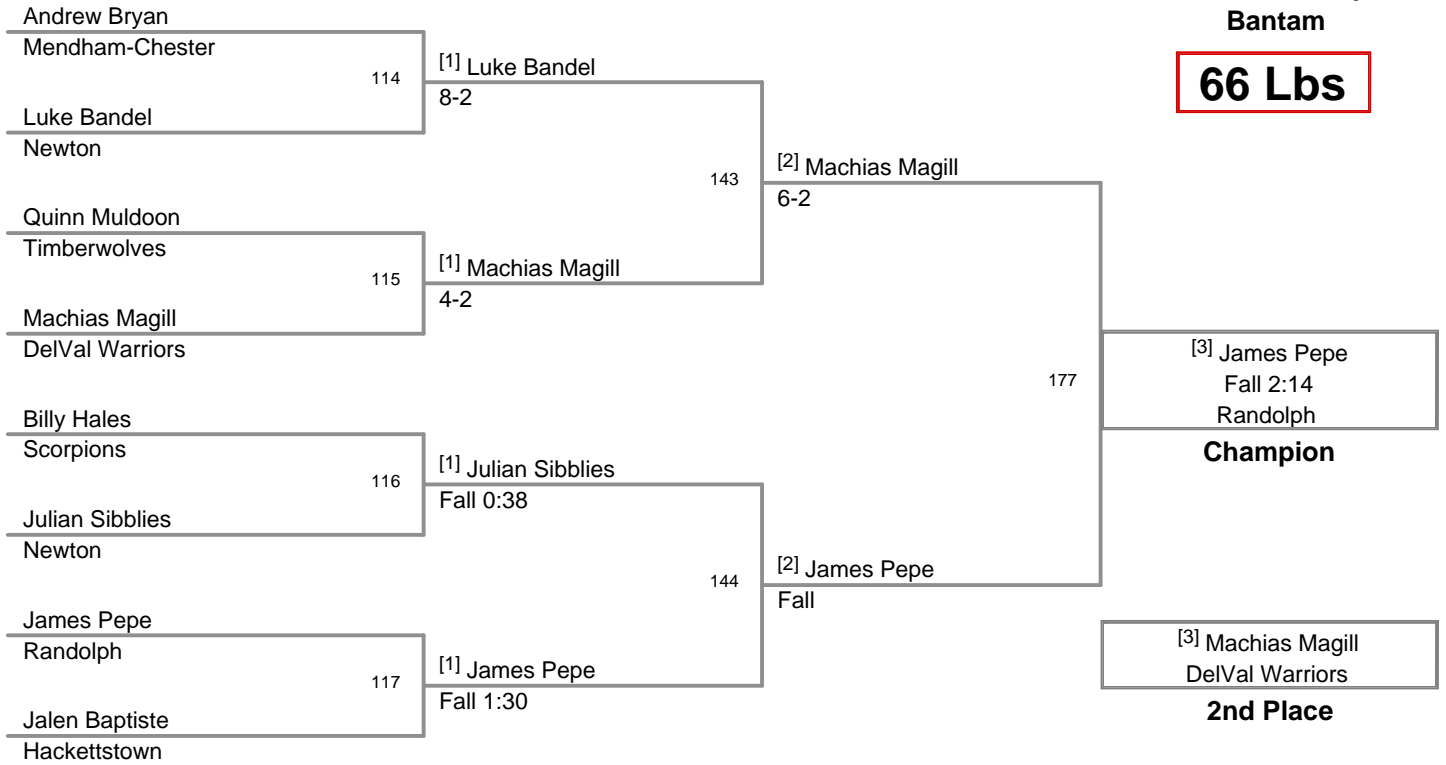 Andrew Bryan
Mendham-Chester
114
Luke Bandel
Newton
[1] Luke Bandel
8-2
Quinn Muldoon
Timberwolves
115
Machias Magill
DelVal Warriors
[1] Machias Magill
4-2
143
[2] Machias Magill
6-2
Billy Hales
Scorpions
116
Julian Sibblies
Newton
[1] Julian Sibblies
Fall 0:38
James Pepe
Randolph
117
Jalen Baptiste
Hackettstown
[1] James Pepe
Fall 1:30
144
[2] James Pepe
Fall
177
Bantam
66 Lbs
[3] James Pepe
Fall 2:14
Randolph
Champion
[3] Machias Magill
DelVal Warriors
2nd Place